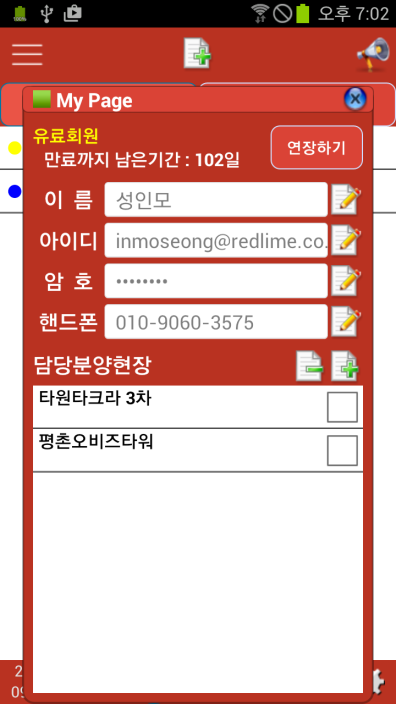 오후 7:02
My Page
유료회원
만료까지 남은기간 : 102일
연장하기
이 름
성인모
아이디
inmoseong@redlime.co.
암 호
••••••••
핸드폰
010-9060-3575
담당분양현장
타원타크라 3차
평촌오비즈타워
2
09